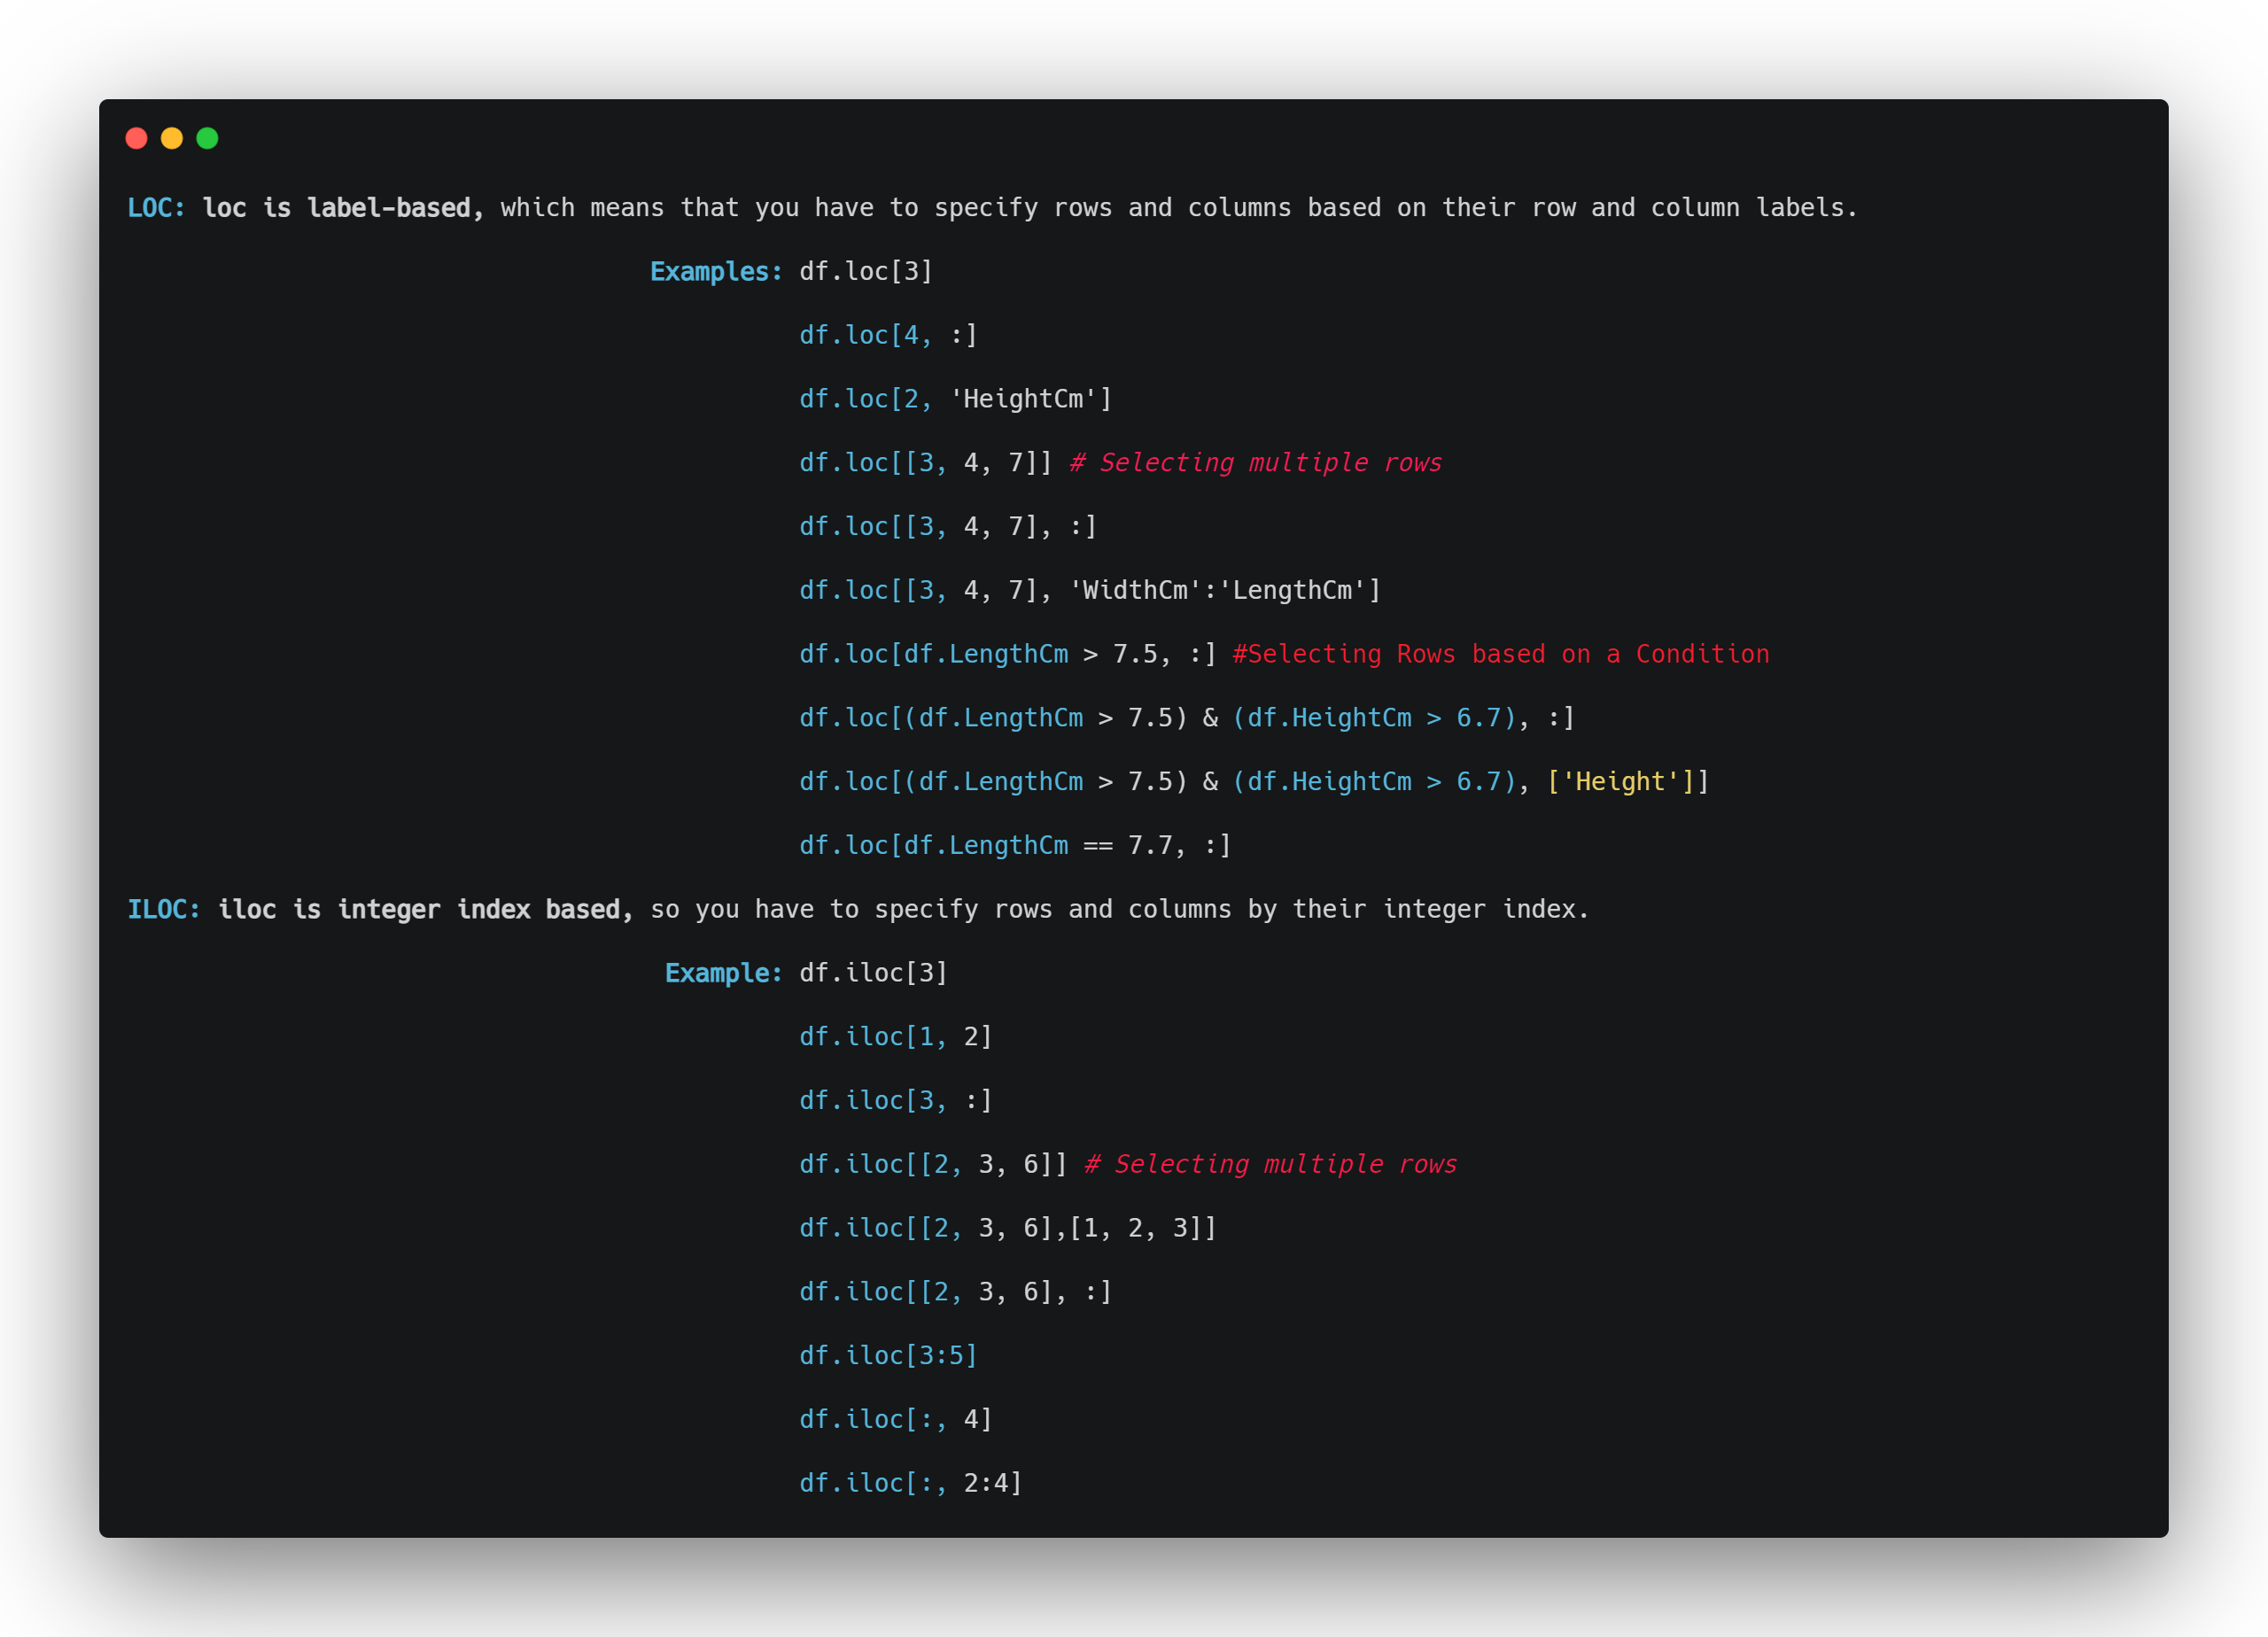 LOC: loc is label-based, which means that you have to specify rows and columns based on their row and column labels.
Examples: df.loc[3]
df.loc[4, :]
df.loc[2, 'HeightCm']
df.loc[[3, 4, 7]] # Selecting multiple rows
df.loc[[3, 4, 7], :]
df.loc[[3, 4, 7], 'WidthCm':'LengthCm']
df.loc[df.LengthCm > 7.5, :] #Selecting Rows based on a Condition
df.loc[(df.LengthCm > 7.5) & (df.HeightCm > 6.7), :]
df.loc[(df.LengthCm > 7.5) & (df.HeightCm > 6.7), ['Height']]
df.loc[df.LengthCm == 7.7, :]
ILOC: iloc is integer index based, so you have to specify rows and columns by their integer index.
Example: df.iloc[3]
df.iloc[1, 2]
df.iloc[3, :]
df.iloc[[2, 3, 6]] # Selecting multiple rows
df.iloc[[2, 3, 6],[1, 2, 3]]
df.iloc[[2, 3, 6], :]
df.iloc[3:5]
df.iloc[:, 4]
df.iloc[:, 2:4]